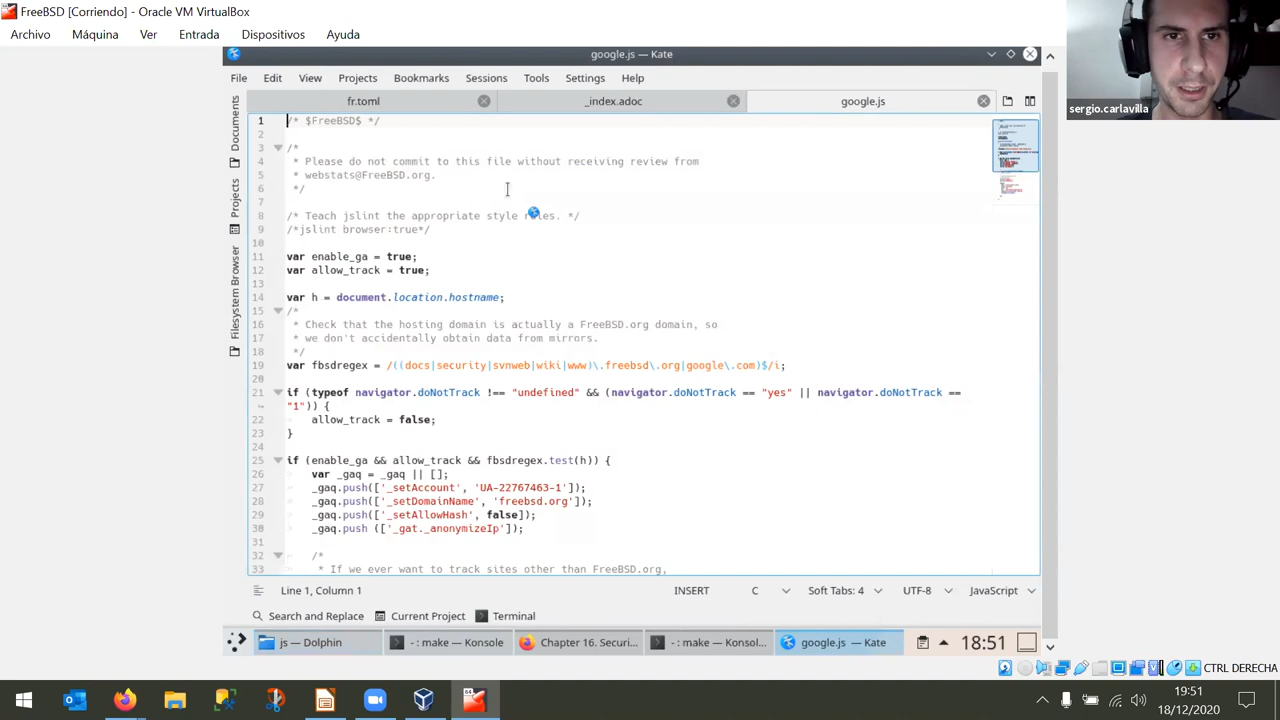 FreeBSD [Corriendo] - Oracle VM VirtualBox
Archivo Máquina Ver Entrada Dispositivos Ayuda
google.js — Kate
File Edit View Projects Bookmarks Sessions Tools Settings Help
fr.toml _index.adoc google.js
Documents
Projects
Filesystem Browser
1 /* $FreeBSD$ */
2
3 /*
4 * Please do not commit to this file without receiving review from
5 * webstats@FreeBSD.org.
6 */
7
8 /* Teach jslint the appropriate style rules. */
9 /*jslint browser:true*/
10
11 var enable_ga = true;
12 var allow_track = true;
13
14 var h = document.location.hostname;
15 /*
16 * Check that the hosting domain is actually a FreeBSD.org domain, so
17 * we don't accidentally obtain data from mirrors.
18 */
19 var fbsdregex = /((docs|security|svnweb|wiki|www)\.freebsd\.org|google\.com)$/i;
20
21 if (typeof navigator.doNotTrack !== "undefined" && (navigator.doNotTrack == "yes" || navigator.doNotTrack ==
"1")) {
22 allow_track = false;
23 }
24
25 if (enable_ga && allow_track && fbsdregex.test(h)) {
26 var _gaq = _gaq || [];
27 _gaq.push(['_setAccount', 'UA-22767463-1']);
28 _gaq.push(['_setDomainName', 'freebsd.org']);
29 _gaq.push(['_setAllowHash', false]);
30 _gaq.push (['_gat._anonymizeIp']);
31
32 /*
33 * If we ever want to track sites other than FreeBSD.org,
Line 1, Column 1 INSERT C Soft Tabs: 4 UTF-8 JavaScript
Search and Replace Current Project Terminal
js — Dolphin - : make — Konsole Chapter 16. Securi... - : make — Konsol... google.js — Kate 18:51
CTRL DERECHA
19:51
18/12/2020
sergio.carlavilla